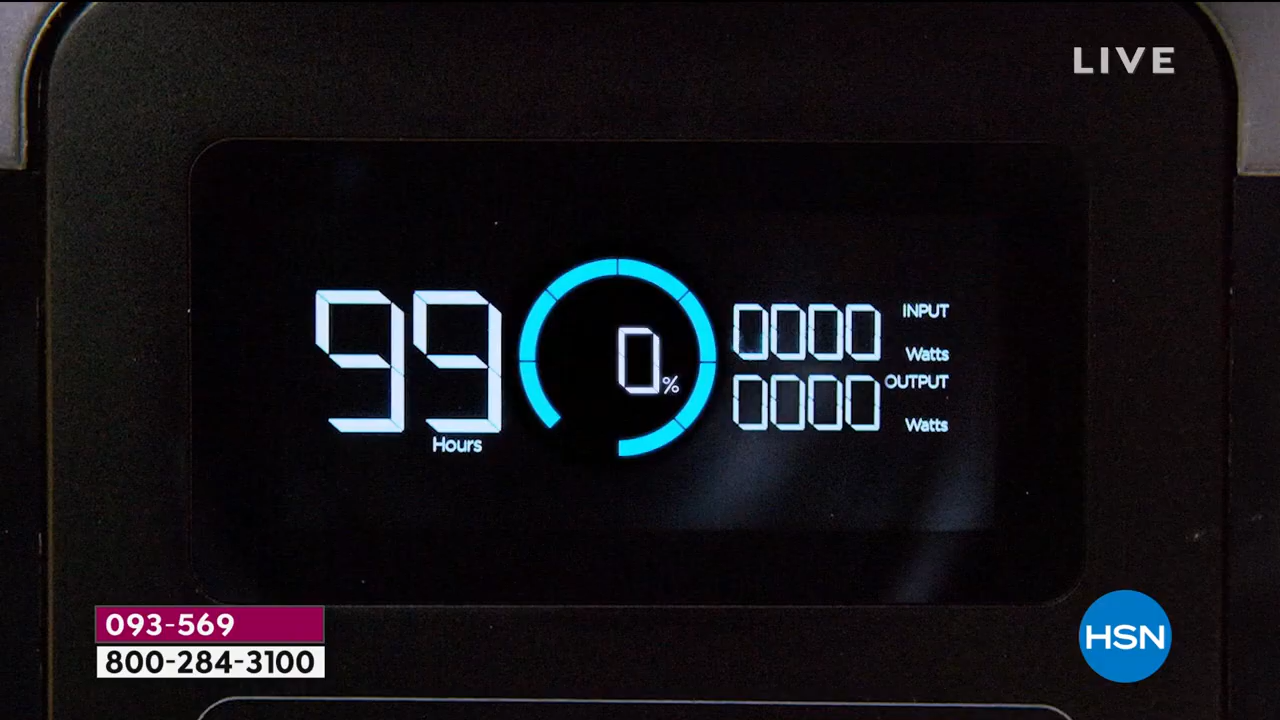 LIVE
99
Hours
0%
0000 INPUT
Watts
0000 OUTPUT
Watts
093-569
800-284-3100
HSN